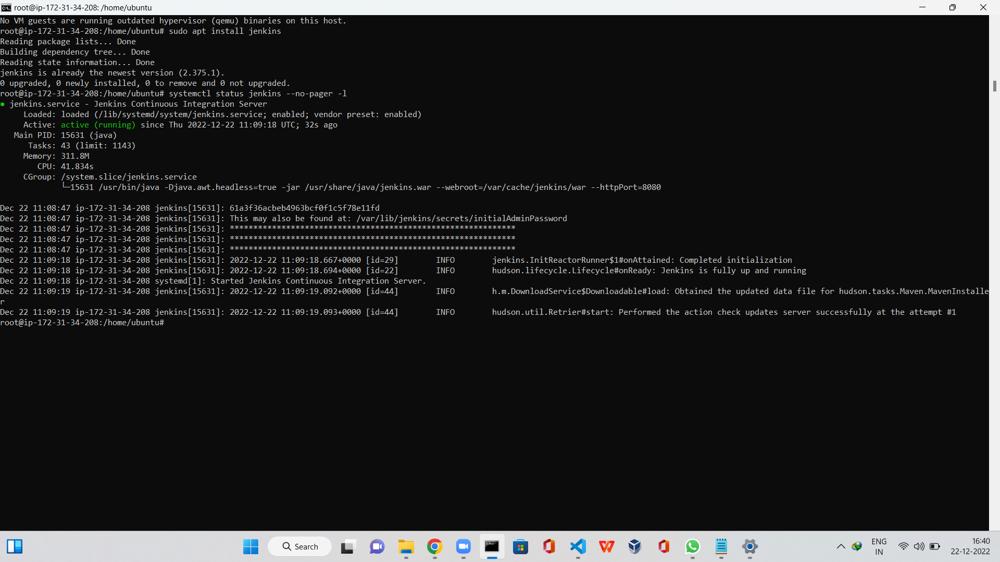 root@ip-172-31-34-208: /home/ubuntu
No VM guests are running outdated hypervisor (qemu) binaries on this host.
root@ip-172-31-34-208:/home/ubuntu# sudo apt install jenkins
Reading package lists... Done
Building dependency tree... Done
Reading state information... Done
jenkins is already the newest version (2.375.1).
0 upgraded, 0 newly installed, 0 to remove and 0 not upgraded.
root@ip-172-31-34-208:/home/ubuntu# systemctl status jenkins --no-pager -l
● jenkins.service - Jenkins Continuous Integration Server
     Loaded: loaded (/lib/systemd/system/jenkins.service; enabled; vendor preset: enabled)
     Active: active (running) since Thu 2022-12-22 11:09:18 UTC; 32s ago
   Main PID: 15631 (java)
      Tasks: 43 (limit: 1143)
     Memory: 311.8M
        CPU: 41.834s
     CGroup: /system.slice/jenkins.service
             └─15631 /usr/bin/java -Djava.awt.headless=true -jar /usr/share/java/jenkins.war --webroot=/var/cache/jenkins/war --httpPort=8080
Dec 22 11:08:47 ip-172-31-34-208 jenkins[15631]: 61a3f36acbeb4963bcf0f1c5f78e11fd
Dec 22 11:08:47 ip-172-31-34-208 jenkins[15631]: This may also be found at: /var/lib/jenkins/secrets/initialAdminPassword
Dec 22 11:08:47 ip-172-31-34-208 jenkins[15631]: *************************************************************
Dec 22 11:08:47 ip-172-31-34-208 jenkins[15631]: *************************************************************
Dec 22 11:08:47 ip-172-31-34-208 jenkins[15631]: *************************************************************
Dec 22 11:09:18 ip-172-31-34-208 jenkins[15631]: 2022-12-22 11:09:18.667+0000 [id=29]        INFO        jenkins.InitReactorRunner$1#onAttained: Completed initialization
Dec 22 11:09:18 ip-172-31-34-208 jenkins[15631]: 2022-12-22 11:09:18.694+0000 [id=22]        INFO        hudson.lifecycle.Lifecycle#onReady: Jenkins is fully up and running
Dec 22 11:09:18 ip-172-31-34-208 systemd[1]: Started Jenkins Continuous Integration Server.
Dec 22 11:09:19 ip-172-31-34-208 jenkins[15631]: 2022-12-22 11:09:19.092+0000 [id=44]        INFO        h.m.DownloadService$Downloadable#load: Obtained the updated data file for hudson.tasks.Maven.MavenInstalle
r
Dec 22 11:09:19 ip-172-31-34-208 jenkins[15631]: 2022-12-22 11:09:19.093+0000 [id=44]        INFO        hudson.util.Retrier#start: Performed the action check updates server successfully at the attempt #1
root@ip-172-31-34-208:/home/ubuntu#
Search
ENG
IN
16:40
22-12-2022